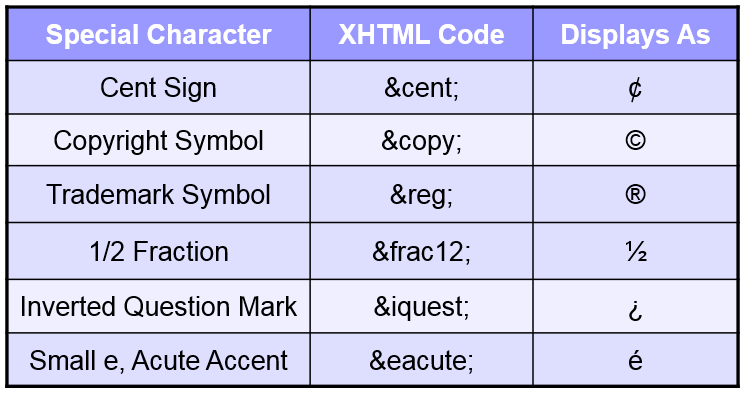 Special Character XHTML Code Displays As
Cent Sign &cent; ¢
Copyright Symbol &copy; ©
Trademark Symbol &reg; ®
1/2 Fraction &frac12; ½
Inverted Question Mark &iquest; ¿
Small e, Acute Accent &eacute; é